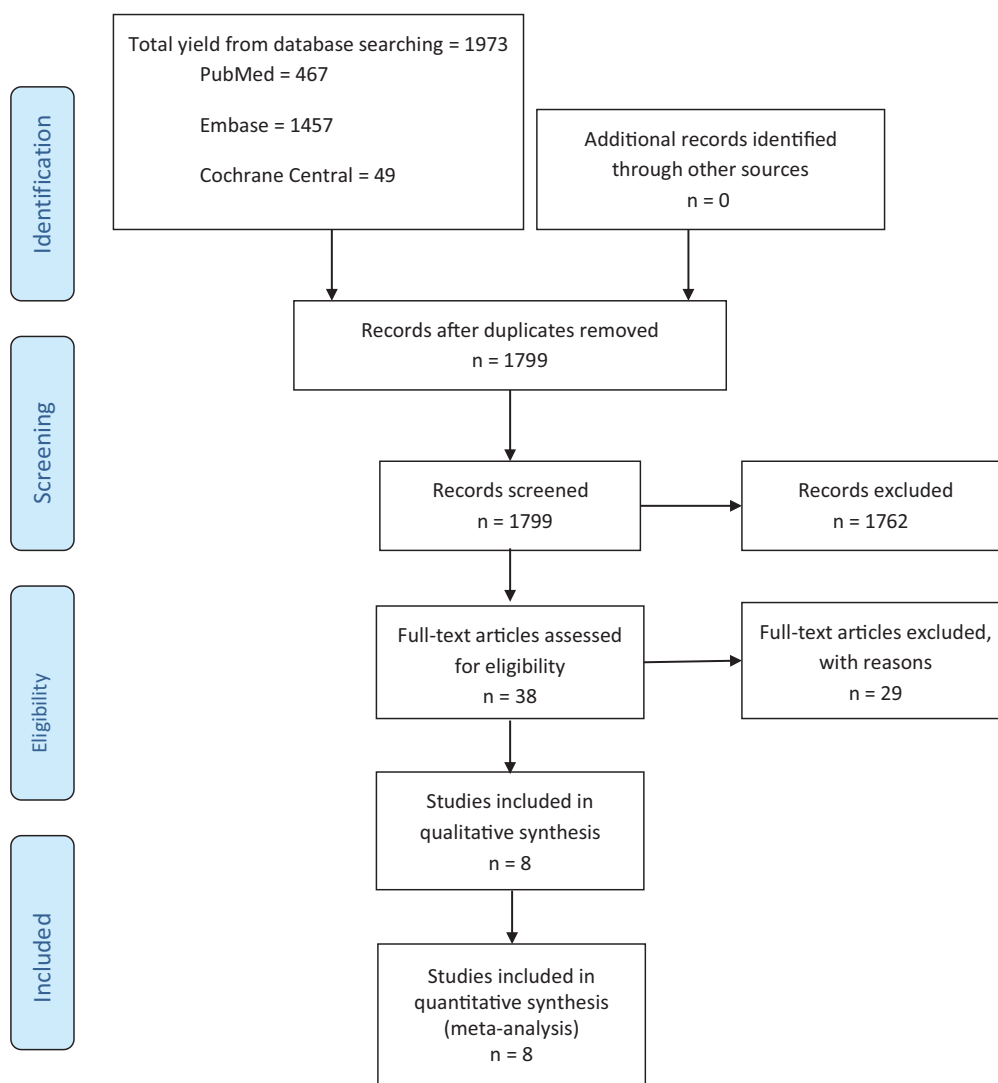 Total yield from database searching = 1973
PubMed = 467
Embase = 1457
Cochrane Central = 49
Additional records identified
through other sources
n = 0
Identification
Records after duplicates removed
n = 1799
Screening
Records screened
n = 1799
Records excluded
n = 1762
Eligibility
Full-text articles assessed
for eligibility
n = 38
Full-text articles excluded,
with reasons
n = 29
Studies included in
qualitative synthesis
n = 8
Included
Studies included in
quantitative synthesis
(meta-analysis)
n = 8